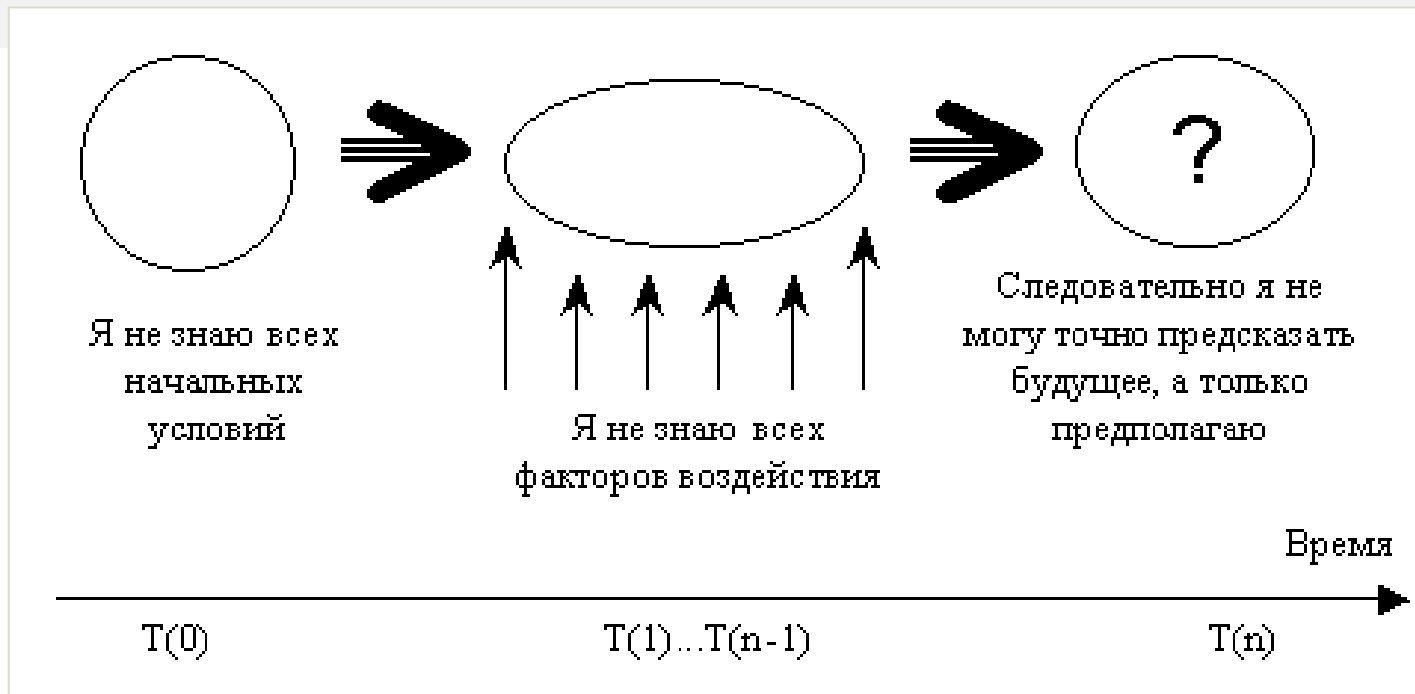 ?
Я не знаю всех
начальных
условий
Я не знаю всех
факторов воздействия
Следовательно я не
могу точно предсказать
будущее, а только
предполагаю
Время
T(0)
T(1)...T(n-1)
T(n)